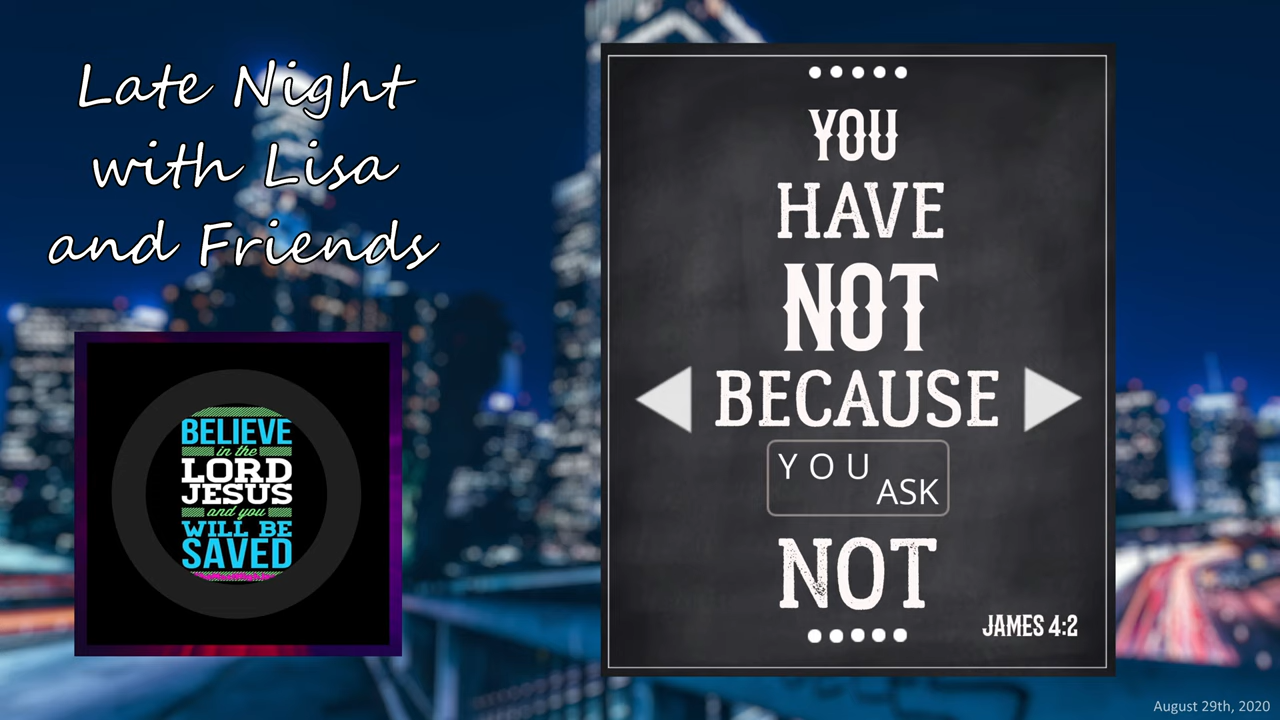 Late Night
with Lisa
and Friends
BELIEVE
in the
LORD
JESUS
and you
WILL BE
SAVED
YOU
HAVE
NOT
BECAUSE
YOU
ASK
NOT
JAMES 4:2
August 29th, 2020